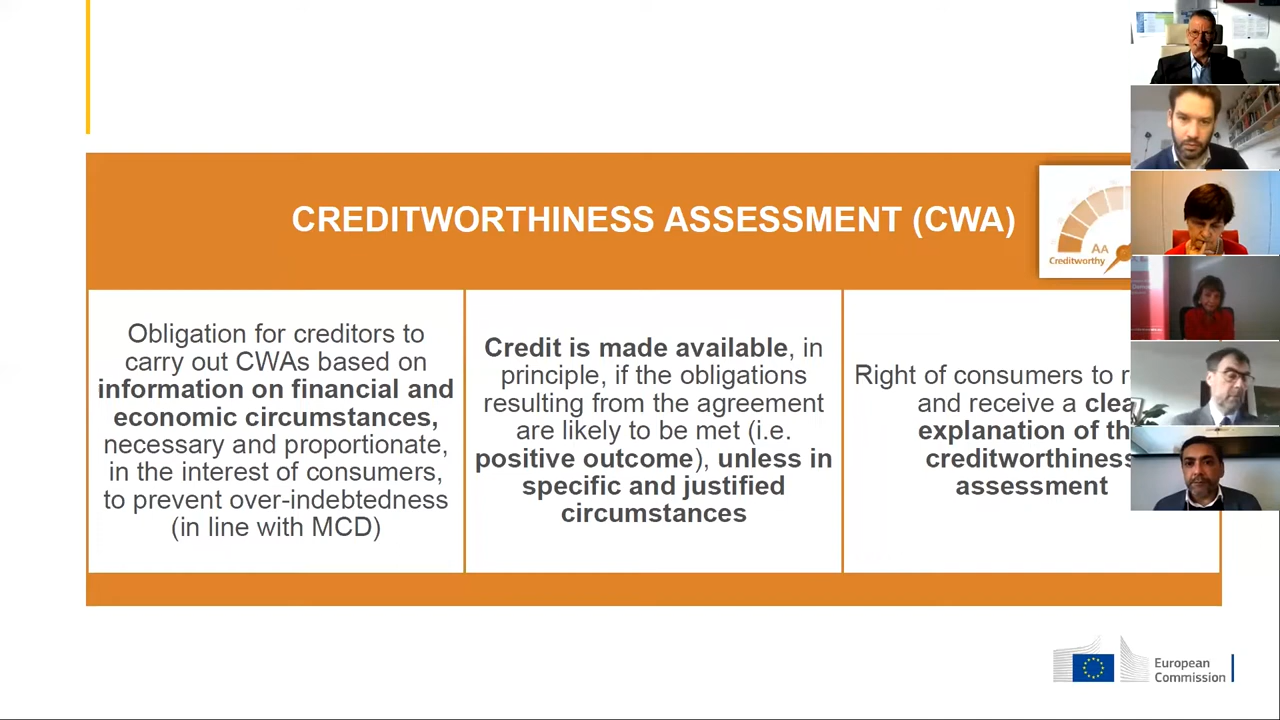 CREDITWORTHINESS ASSESSMENT (CWA)
AA
Creditworthy
Obligation for creditors to
carry out CWAs based on
information on financial and
economic circumstances,
necessary and proportionate,
in the interest of consumers,
to prevent over-indebtedness
(in line with MCD)
Credit is made available, in
principle, if the obligations
resulting from the agreement
are likely to be met (i.e.
positive outcome), unless in
specific and justified
circumstances
Right of consumers to
and receive a
explanation of
creditworthiness
assessment
European
Commission